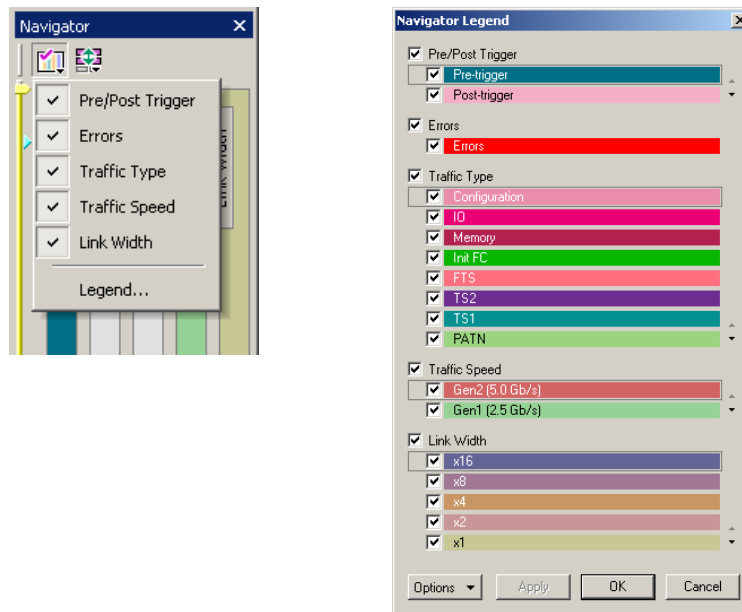 Navigator
Pre/Post Trigger
Errors
Traffic Type
Traffic Speed
Link Width
Legend...
Link Width
Navigator Legend
Pre/Post Trigger
Pre-trigger
Post-trigger
Errors
Errors
Traffic Type
Configuration
IO
Memory
Init FC
FTS
TS2
TS1
PATN
Traffic Speed
Gen2 (5.0 Gb/s)
Gen1 (2.5 Gb/s)
Link Width
x16
x8
x4
x2
x1
Options Apply OK Cancel